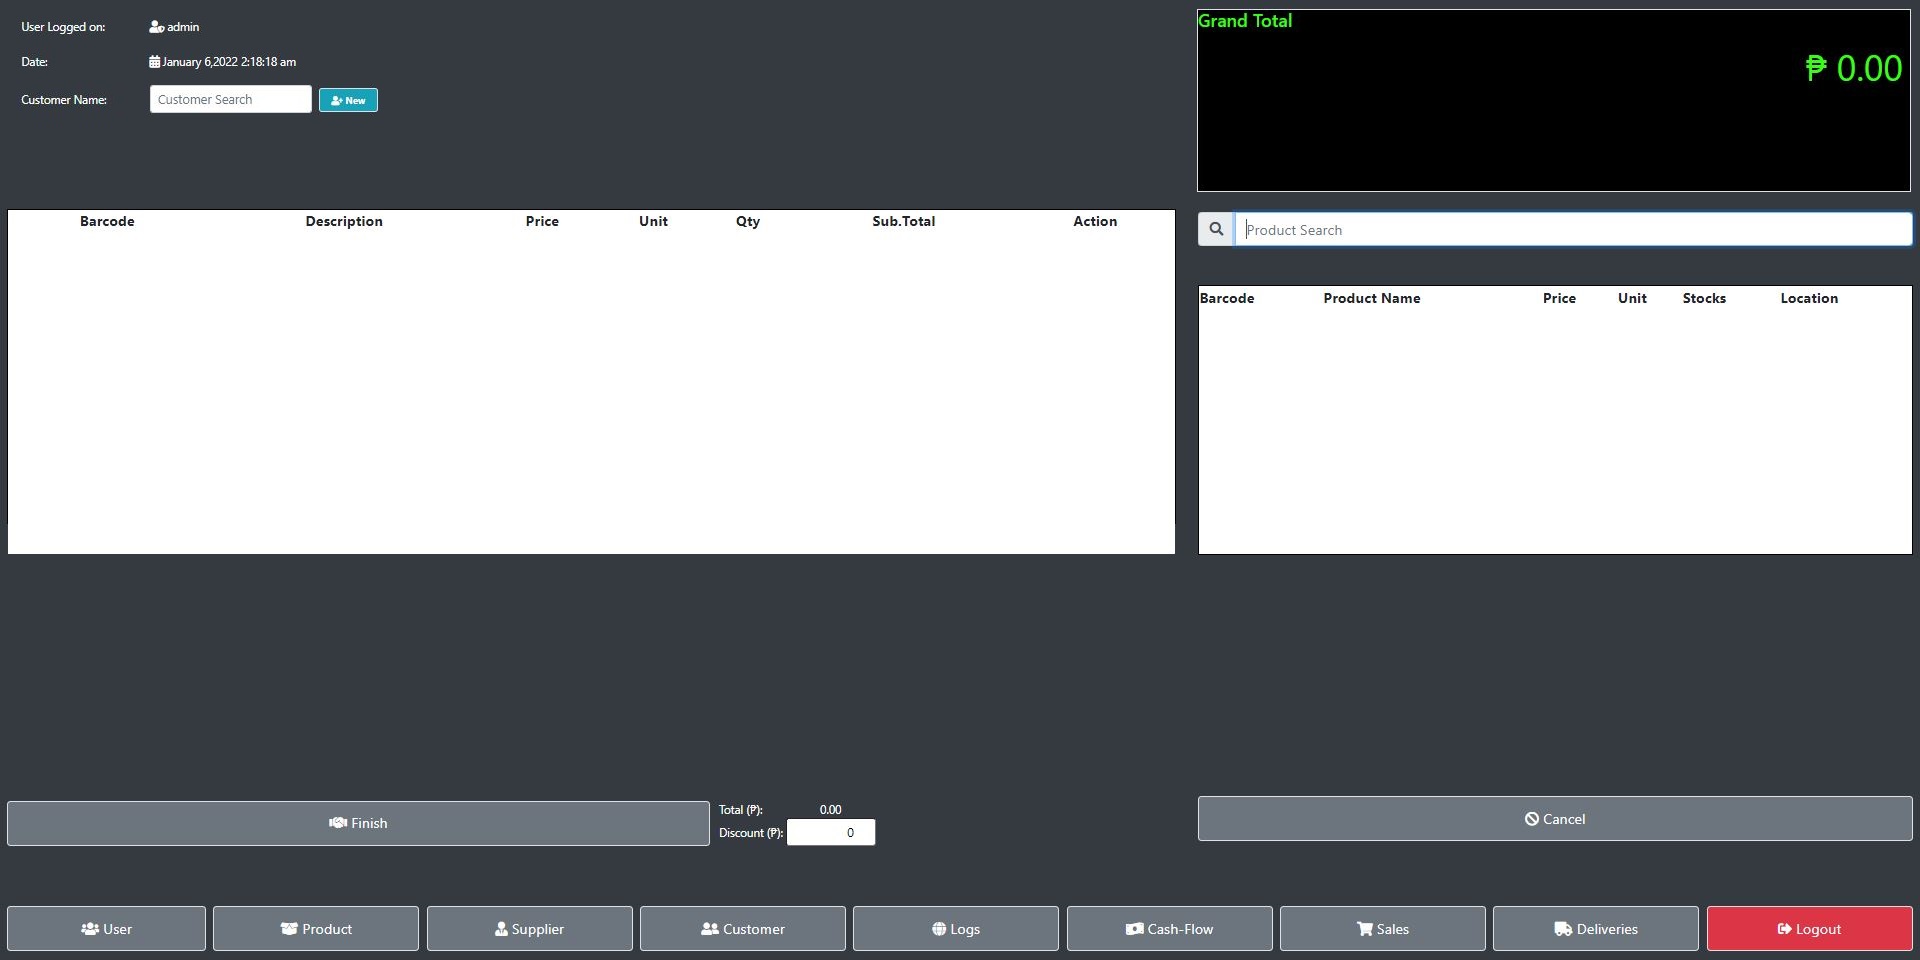 User Logged on: admin
Date: January 6,2022 2:18:18 am
Customer Name: Customer Search New
Grand Total
₱ 0.00
Barcode Description Price Unit Qty Sub.Total Action
Product Search
Barcode Product Name Price Unit Stocks Location
Finish
Total (₱): 0.00
Discount (₱): 0
Cancel
User Product Supplier Customer Logs Cash-Flow Sales Deliveries Logout